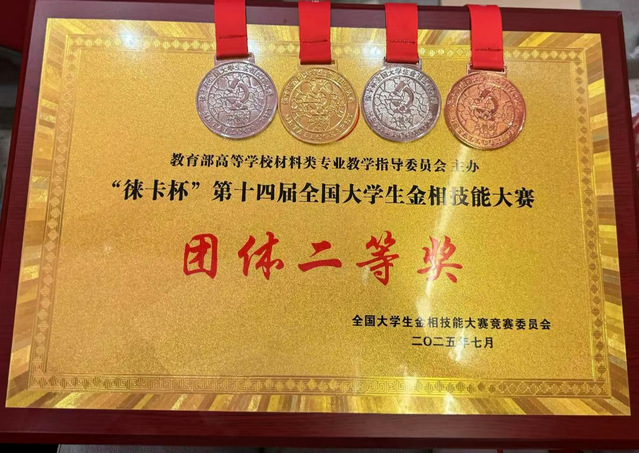 教育部高等学校材料类专业教学指导委员会 主办
“徕卡杯”第十四届全国大学生金相技能大赛
团体二等奖
全国大学生金相技能大赛竞赛委员会
二〇二五年七月